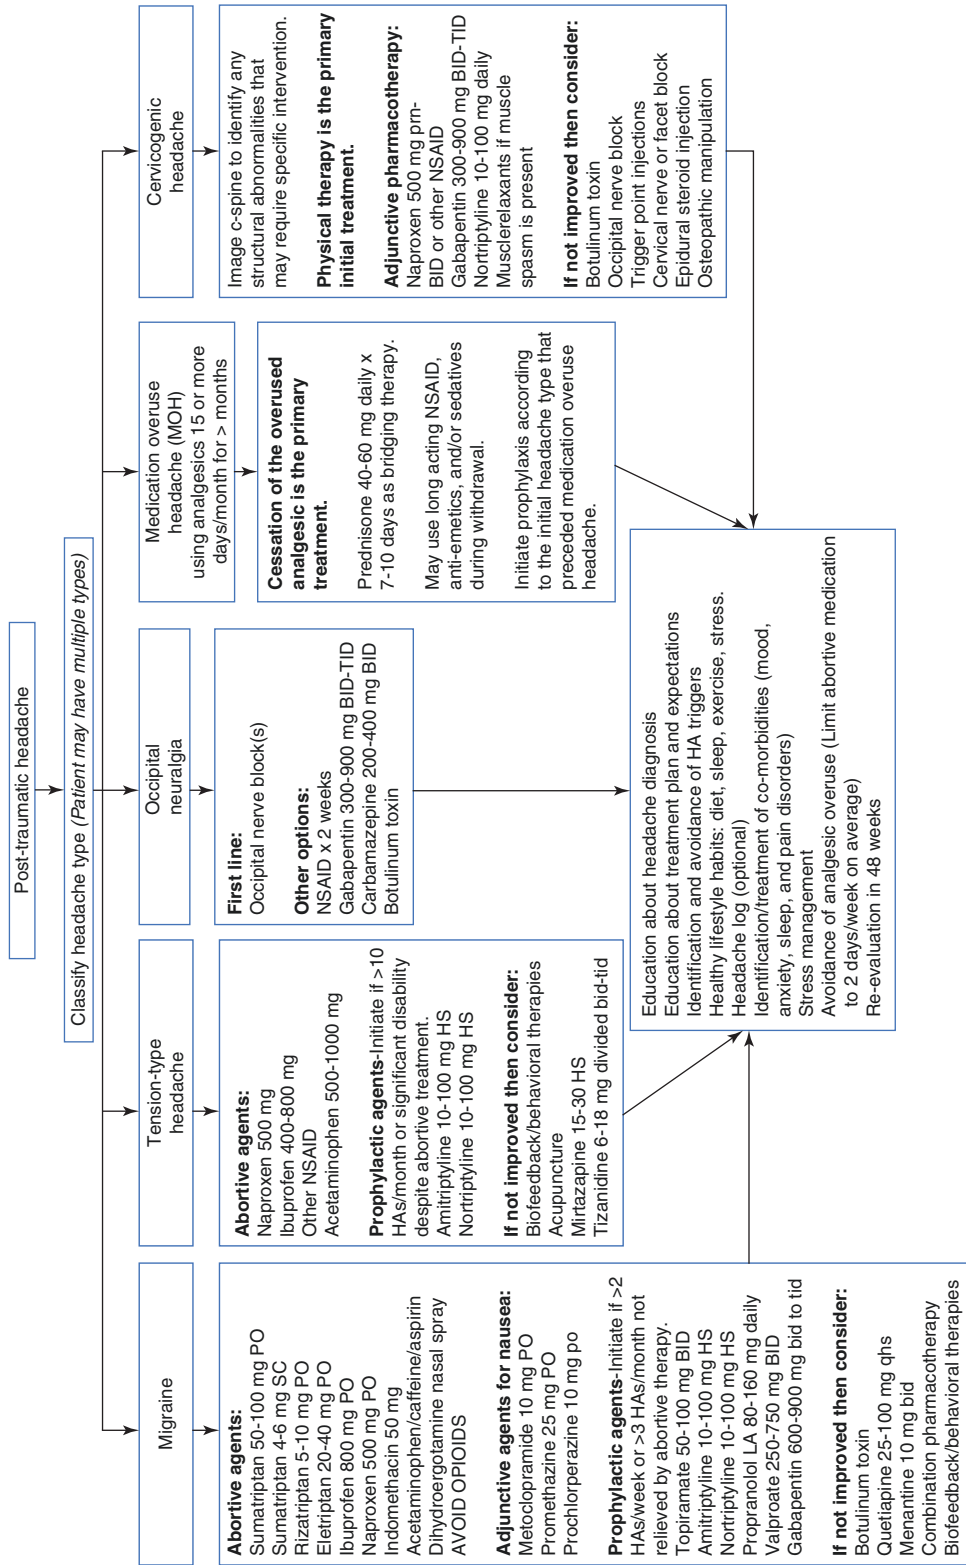 Post-traumatic headache
Classify headache type (Patient may have multiple types)
Migraine
Abortive agents:
Sumatriptan 50-100 mg PO
Sumatriptan 4-6 mg SC
Rizatriptan 5-10 mg PO
Eletriptan 20-40 mg PO
Ibuprofen 800 mg PO
Naproxen 500 mg PO
Indomethacin 50 mg
Acetaminophen/caffeine/aspirin
Dihydroergotamine nasal spray
AVOID OPIOIDS
Adjunctive agents for nausea:
Metoclopramide 10 mg PO
Promethazine 25 mg PO
Prochlorperazine 10 mg po
Prophylactic agents-Initiate if >2
HAs/week or >3 HAs/month not
relieved by abortive therapy.
Topiramate 50-100 mg BID
Amitriptyline 10-100 mg HS
Nortriptyline 10-100 mg HS
Propranolol LA 80-160 mg daily
Valproate 250-750 mg BID
Gabapentin 600-900 mg bid to tid
If not improved then consider:
Botulinum toxin
Quetiapine 25-100 mg qhs
Menantine 10 mg bid
Combination pharmacotherapy
Biofeedback/behavioral therapies
Tension-type
headache
Abortive agents:
Naproxen 500 mg
Ibuprofen 400-800 mg
Other NSAID
Acetaminophen 500-1000 mg
Prophylactic agents-Initiate if >10
HAs/month or significant disability
despite abortive treatment.
Amitriptyline 10-100 mg HS
Nortriptyline 10-100 mg HS
If not improved then consider:
Biofeedback/behavioral therapies
Acupuncture
Mirtazapine 15-30 HS
Tizanidine 6-18 mg divided bid-tid
Occipital
neuralgia
First line:
Occipital nerve block(s)
Other options:
NSAID x 2 weeks
Gabapentin 300-900 mg BID-TID
Carbamazepine 200-400 mg BID
Botulinum toxin
Medication overuse
headache (MOH)
using analgesics 15 or more
days/month for > months
Cessation of the overused
analgesic is the primary
treatment.
Prednisone 40-60 mg daily x
7-10 days as bridging therapy.
May use long acting NSAID,
anti-emetics, and/or sedatives
during withdrawal.
Initiate prophylaxis according
to the initial headache type that
preceded medication overuse
headache.
Cervicogenic
headache
Image c-spine to identify any
structural abnormalities that
may require specific intervention.
Physical therapy is the primary
initial treatment.
Adjunctive pharmacotherapy:
Naproxen 500 mg prn-
BID or other NSAID
Gabapentin 300-900 mg BID-TID
Nortriptyline 10-100 mg daily
Musclerelaxants if muscle
spasm is present
If not improved then consider:
Botulinum toxin
Occipital nerve block
Trigger point injections
Cervical nerve or facet block
Epidural steroid injection
Osteopathic manipulation
Education about headache diagnosis
Education about treatment plan and expectations
Identification and avoidance of HA triggers
Healthy lifestyle habits: diet, sleep, exercise, stress.
Headache log (optional)
Identification/treatment of co-morbidities (mood,
anxiety, sleep, and pain disorders)
Stress management
Avoidance of analgesic overuse (Limit abortive medication
to 2 days/week on average)
Re-evaluation in 48 weeks